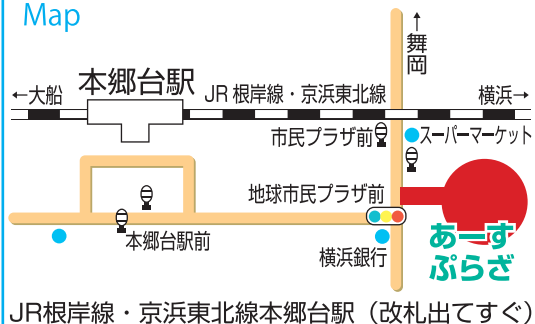 Map
↑
舞岡
本郷台駅
←大船
JR 根岸線・京浜東北線
横浜→
市民プラザ前
スーパーマーケット
地球市民プラザ前
あーす
ぷらざ
本郷台駅前
横浜銀行
JR根岸線・京浜東北線本郷台駅（改札出てすぐ）